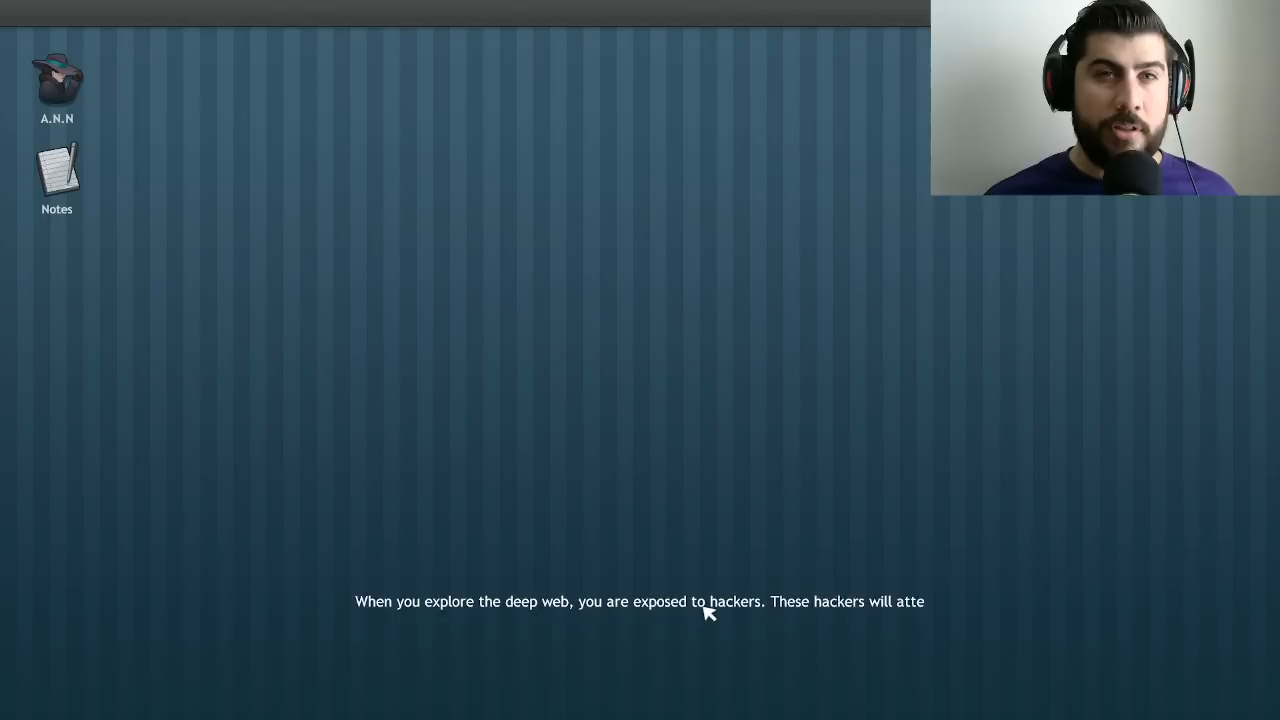 A.N.N
Notes
When you explore the deep web, you are exposed to hackers. These hackers will atte